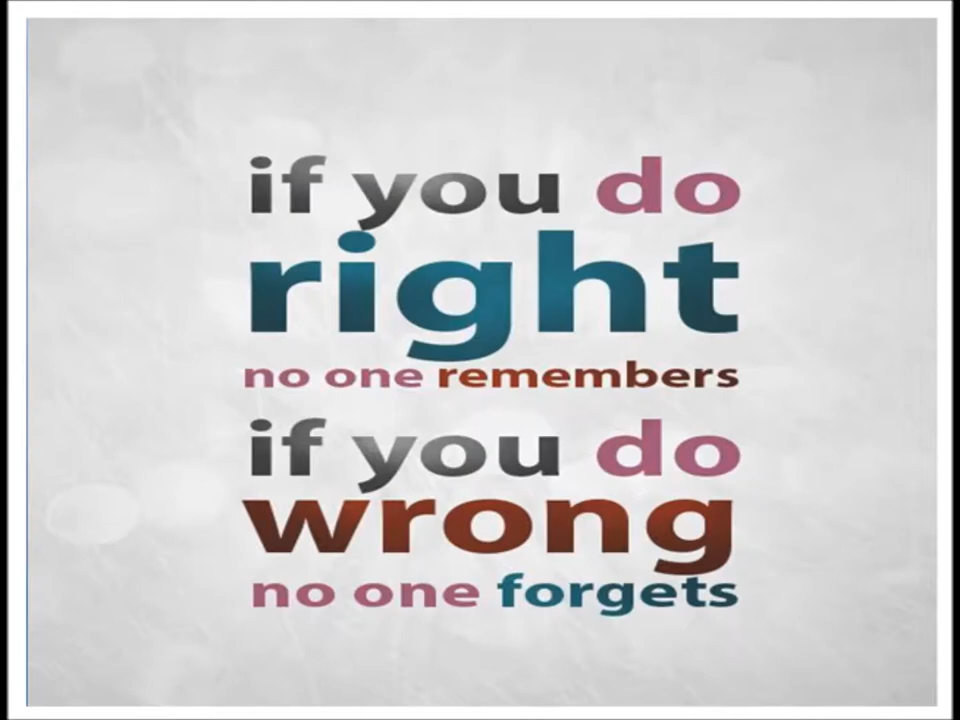 if you do
right
no one remembers
if you do
wrong
no one forgets